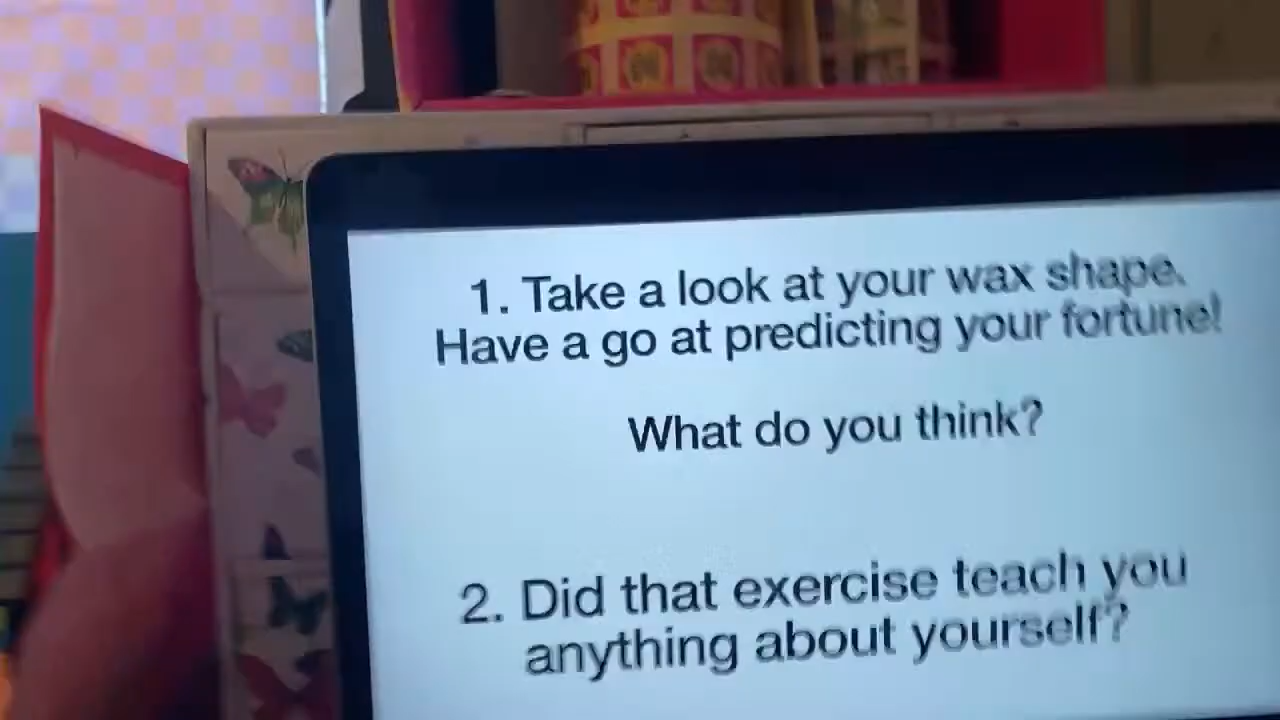 1. Take a look at your wax shape.
Have a go at predicting your fortune!
What do you think?
2. Did that exercise teach you
anything about yourself?